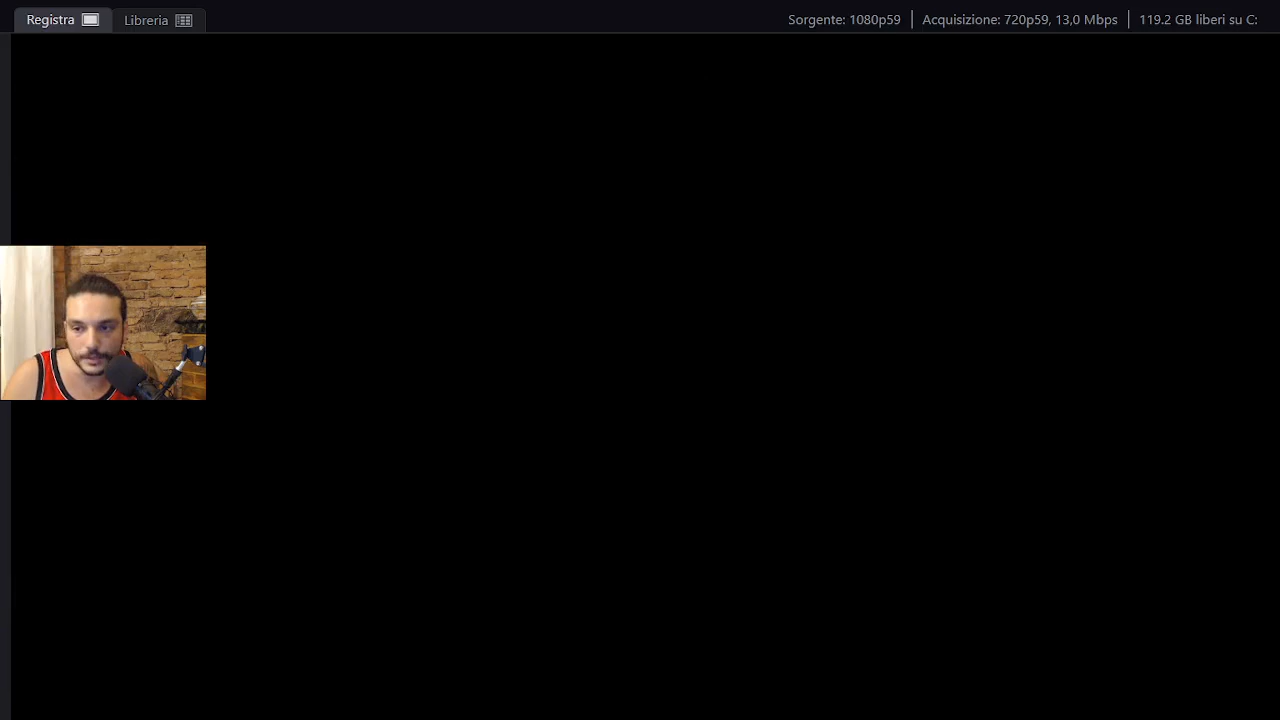 Registra
Libreria
Sorgente: 1080p59
Acquisizione: 720p59, 13,0 Mbps
119.2 GB liberi su C: